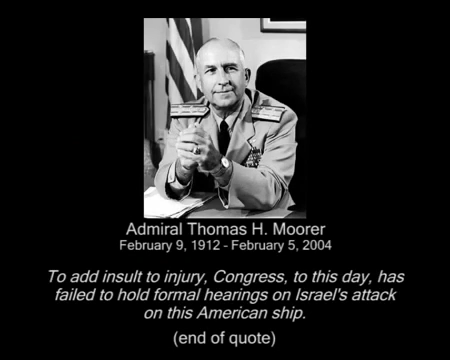 Admiral Thomas H. Moorer
February 9, 1912 - February 5, 2004
To add insult to injury, Congress, to this day, has
failed to hold formal hearings on Israel's attack
on this American ship.
(end of quote)